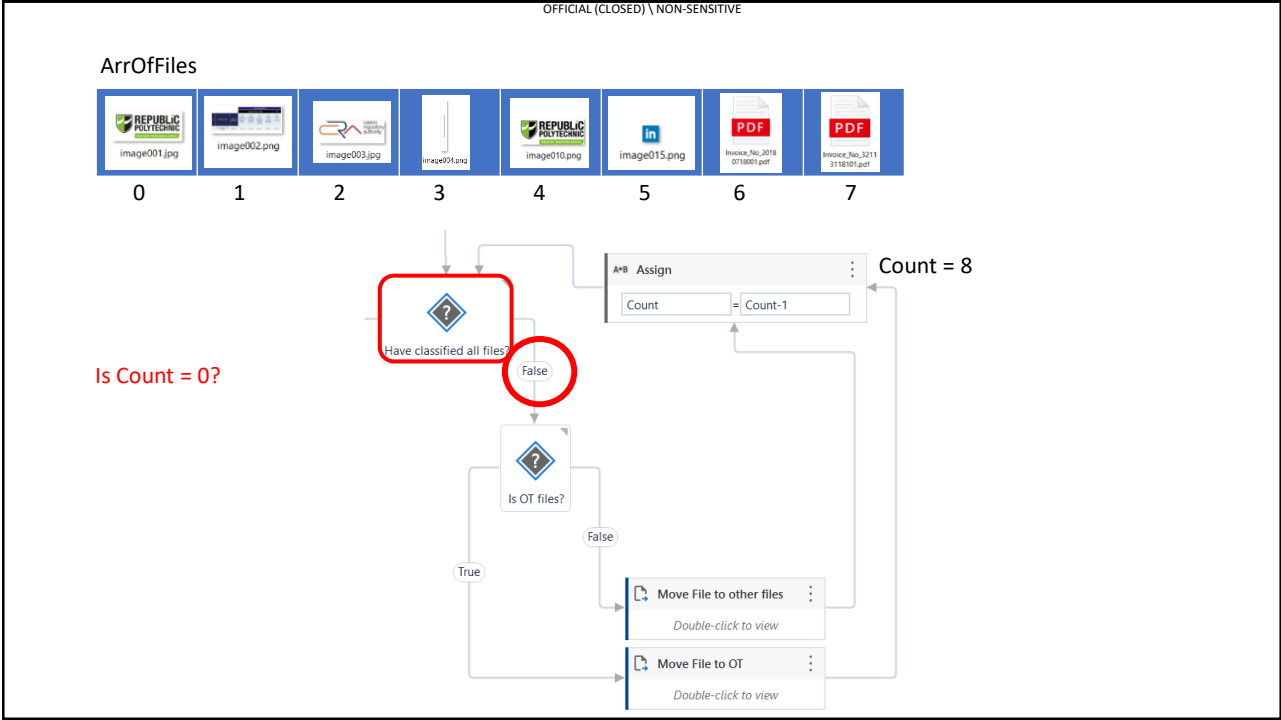 OFFICIAL (CLOSED) \ NON-SENSITIVE
ArrOfFiles
REPUBLIC
POLYTECHNIC
image001.jpg
image002.png
image003.jpg
image004.png
REPUBLIC
POLYTECHNIC
image010.png
in
image015.png
PDF
Invoice_No_2018
0718001.pdf
PDF
Invoice_No_3211
3118101.pdf
0 1 2 3 4 5 6 7
A*B Assign
Count = 8
Count = Count-1
?
Have classified all files?
Is Count = 0?
False
?
Is OT files?
False
True
Move File to other files
Double-click to view
Move File to OT
Double-click to view